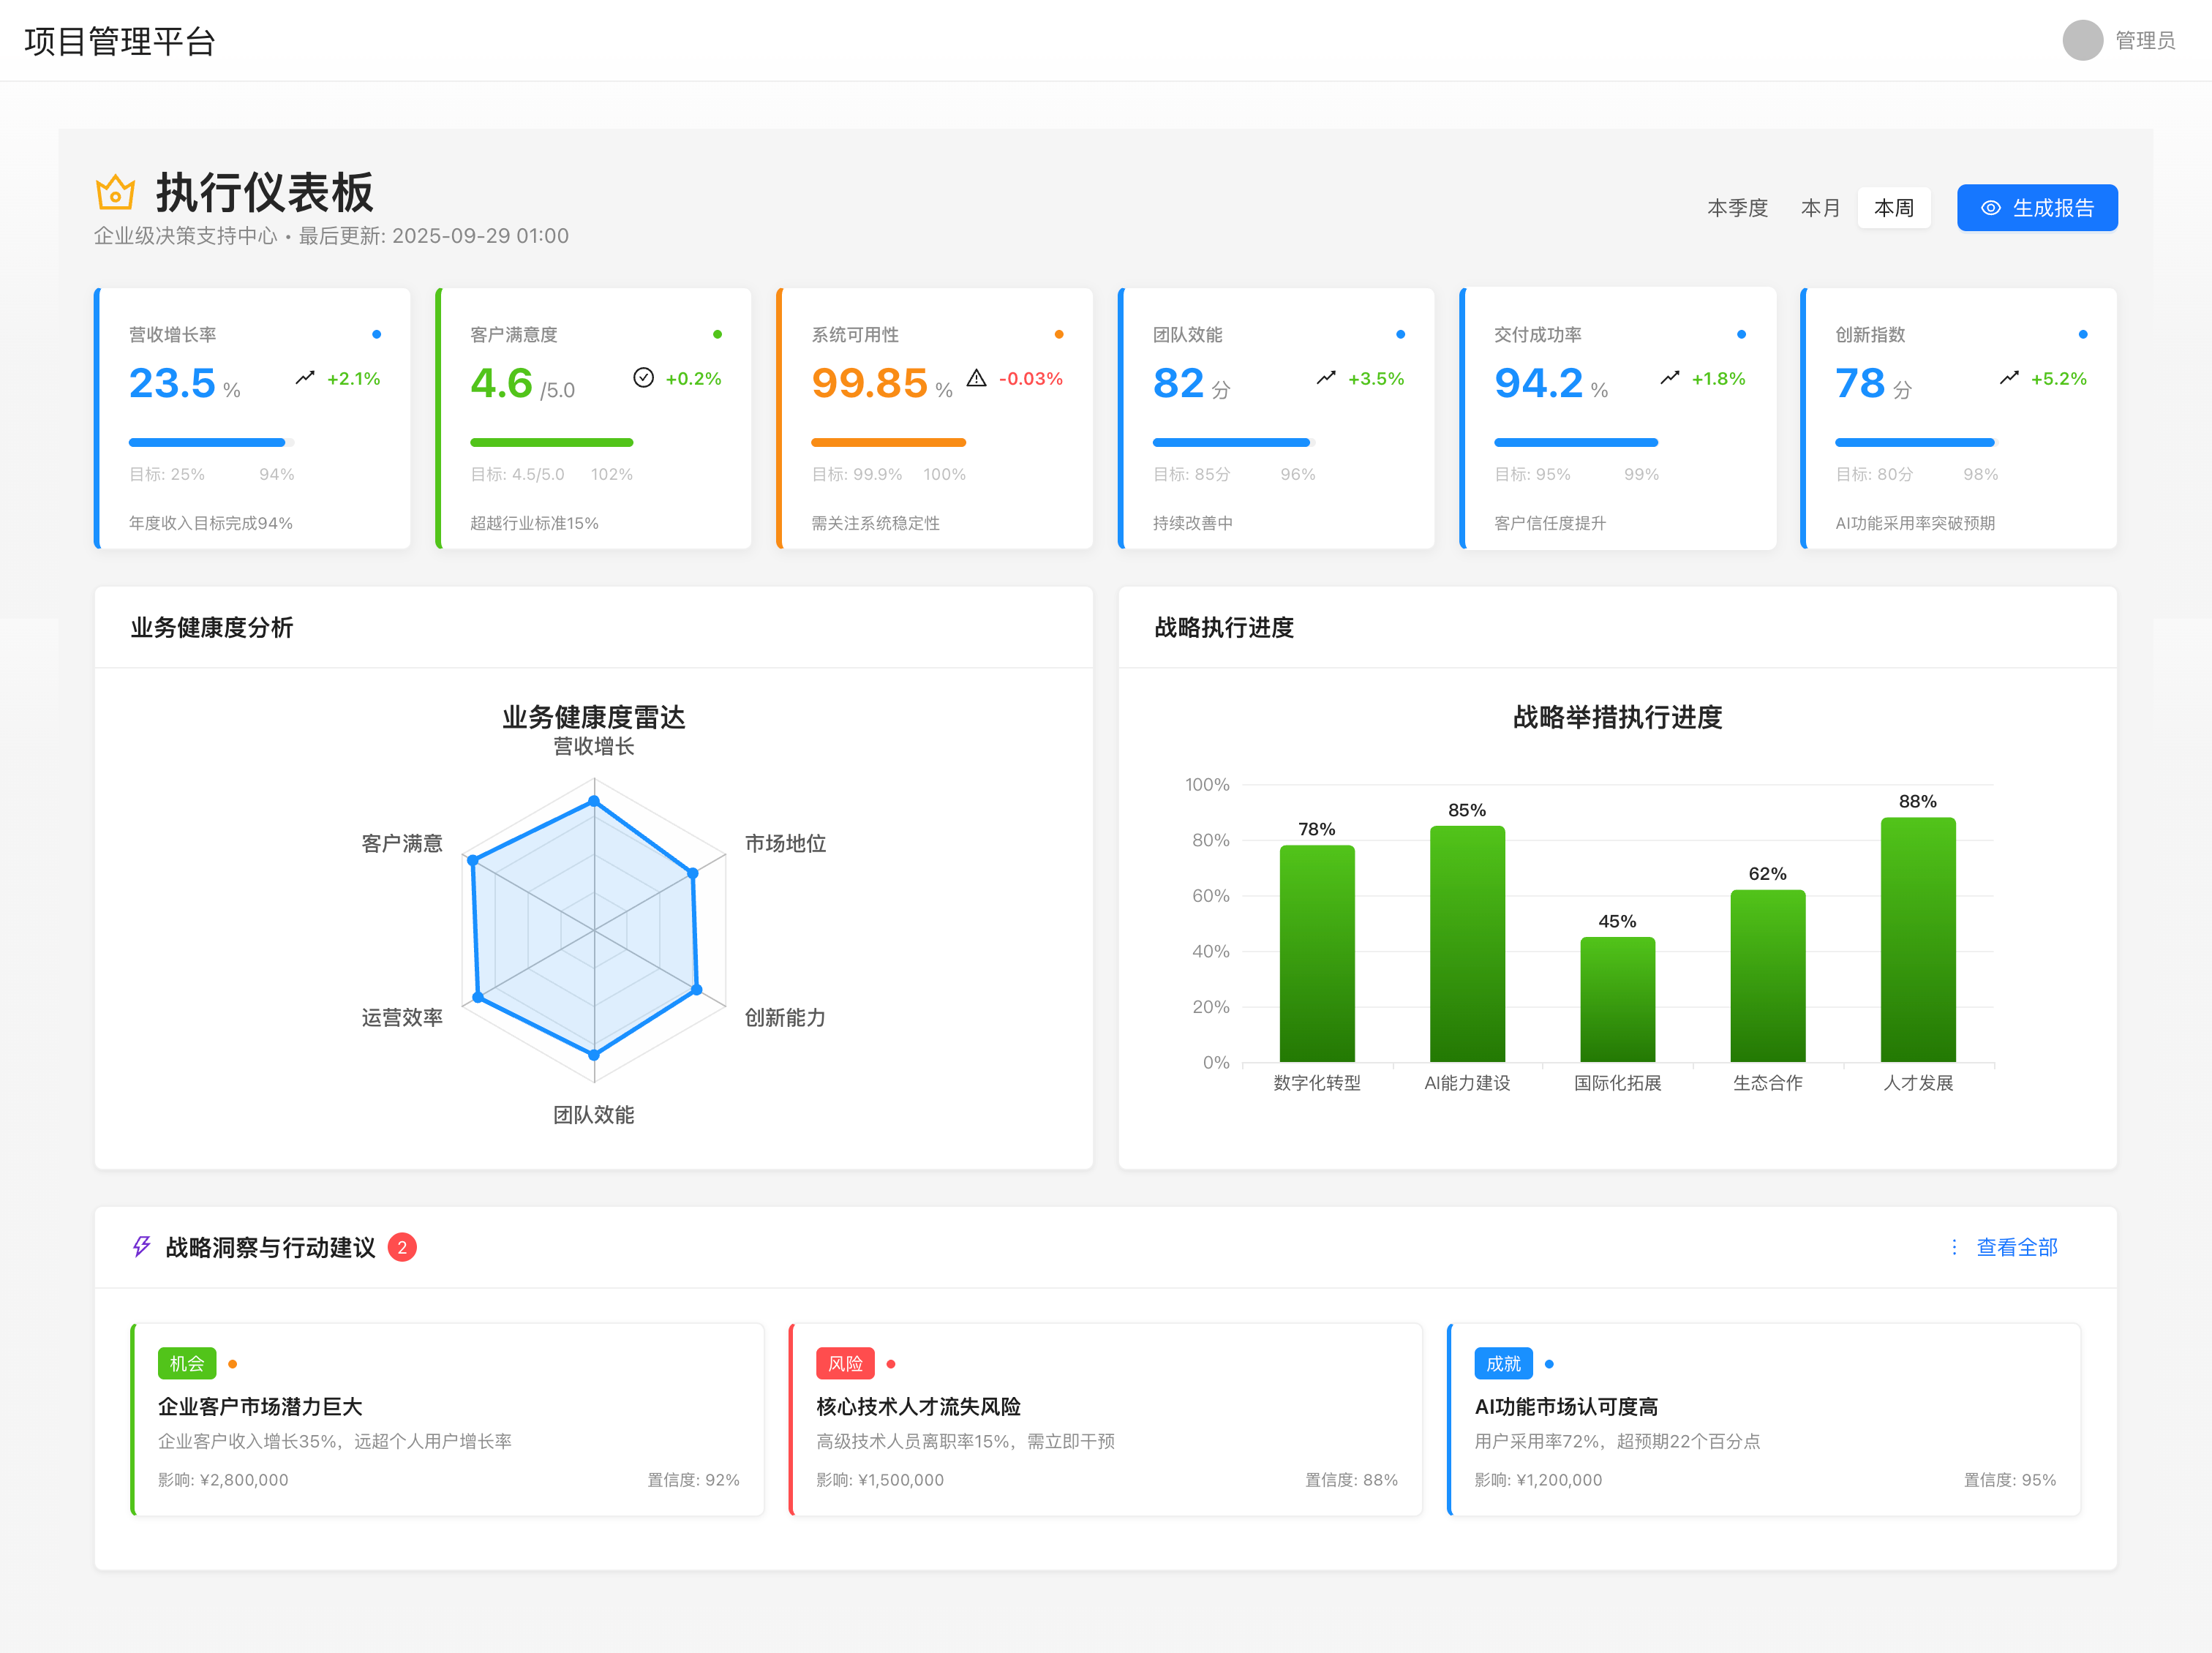 项目管理平台
管理员
执行仪表板
企业级决策支持中心 • 最后更新: 2025-09-29 01:00
本季度 本月 本周 生成报告
营收增长率
23.5 % +2.1%
目标: 25% 94%
年度收入目标完成94%
客户满意度
4.6 /5.0 +0.2%
目标: 4.5/5.0 102%
超越行业标准15%
系统可用性
99.85 % -0.03%
目标: 99.9% 100%
需关注系统稳定性
团队效能
82 分 +3.5%
目标: 85分 96%
持续改善中
交付成功率
94.2 % +1.8%
目标: 95% 99%
客户信任度提升
创新指数
78 分 +5.2%
目标: 80分 98%
AI功能采用率突破预期
业务健康度分析
业务健康度雷达
营收增长
客户满意 市场地位
运营效率 创新能力
团队效能
战略执行进度
战略举措执行进度
100%
80%
60%
40%
20%
0%
78% 85% 45% 62% 88%
数字化转型 AI能力建设 国际化拓展 生态合作 人才发展
战略洞察与行动建议 2
查看全部
机会
企业客户市场潜力巨大
企业客户收入增长35%，远超个人用户增长率
影响: ¥2,800,000 置信度: 92%
风险
核心技术人才流失风险
高级技术人员离职率15%，需立即干预
影响: ¥1,500,000 置信度: 88%
成就
AI功能市场认可度高
用户采用率72%，超预期22个百分点
影响: ¥1,200,000 置信度: 95%